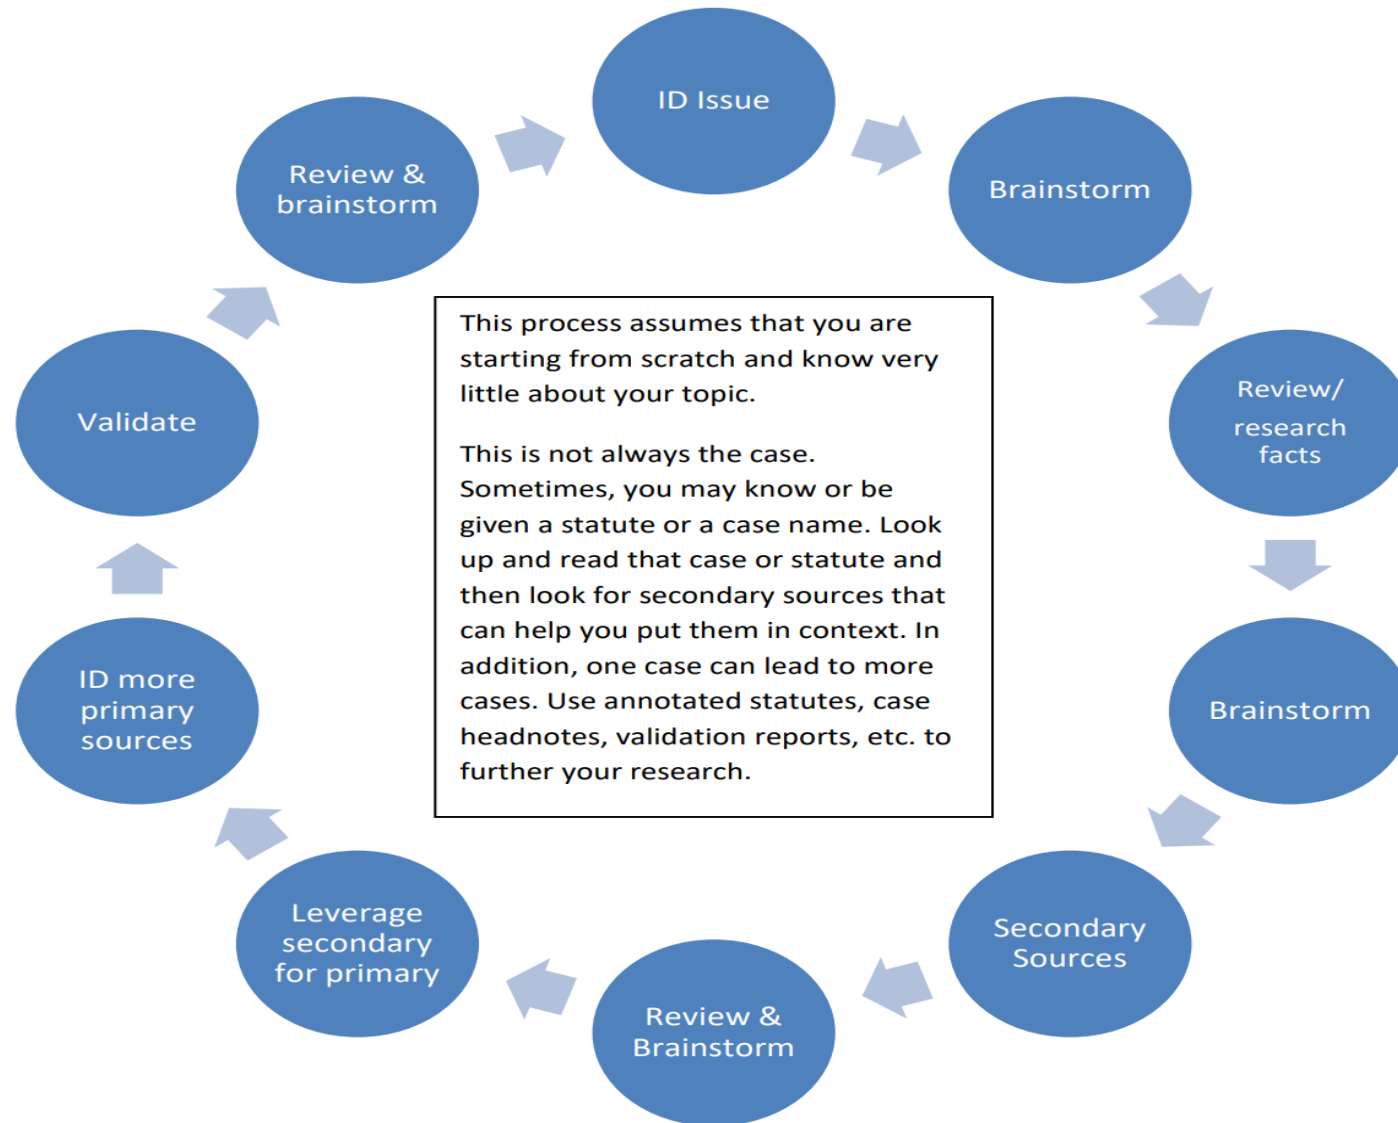 ID Issue
Brainstorm
Review/
research
facts
Brainstorm
Secondary
Sources
Review &
Brainstorm
Leverage
secondary
for primary
ID more
primary
sources
Validate
Review &
brainstorm
This process assumes that you are
starting from scratch and know very
little about your topic.
This is not always the case.
Sometimes, you may know or be
given a statute or a case name. Look
up and read that case or statute and
then look for secondary sources that
can help you put them in context. In
addition, one case can lead to more
cases. Use annotated statutes, case
headnotes, validation reports, etc. to
further your research.